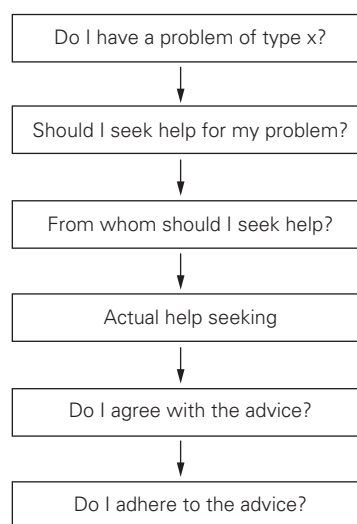 Do I have a problem of type x?
Should I seek help for my problem?
From whom should I seek help?
Actual help seeking
Do I agree with the advice?
Do I adhere to the advice?